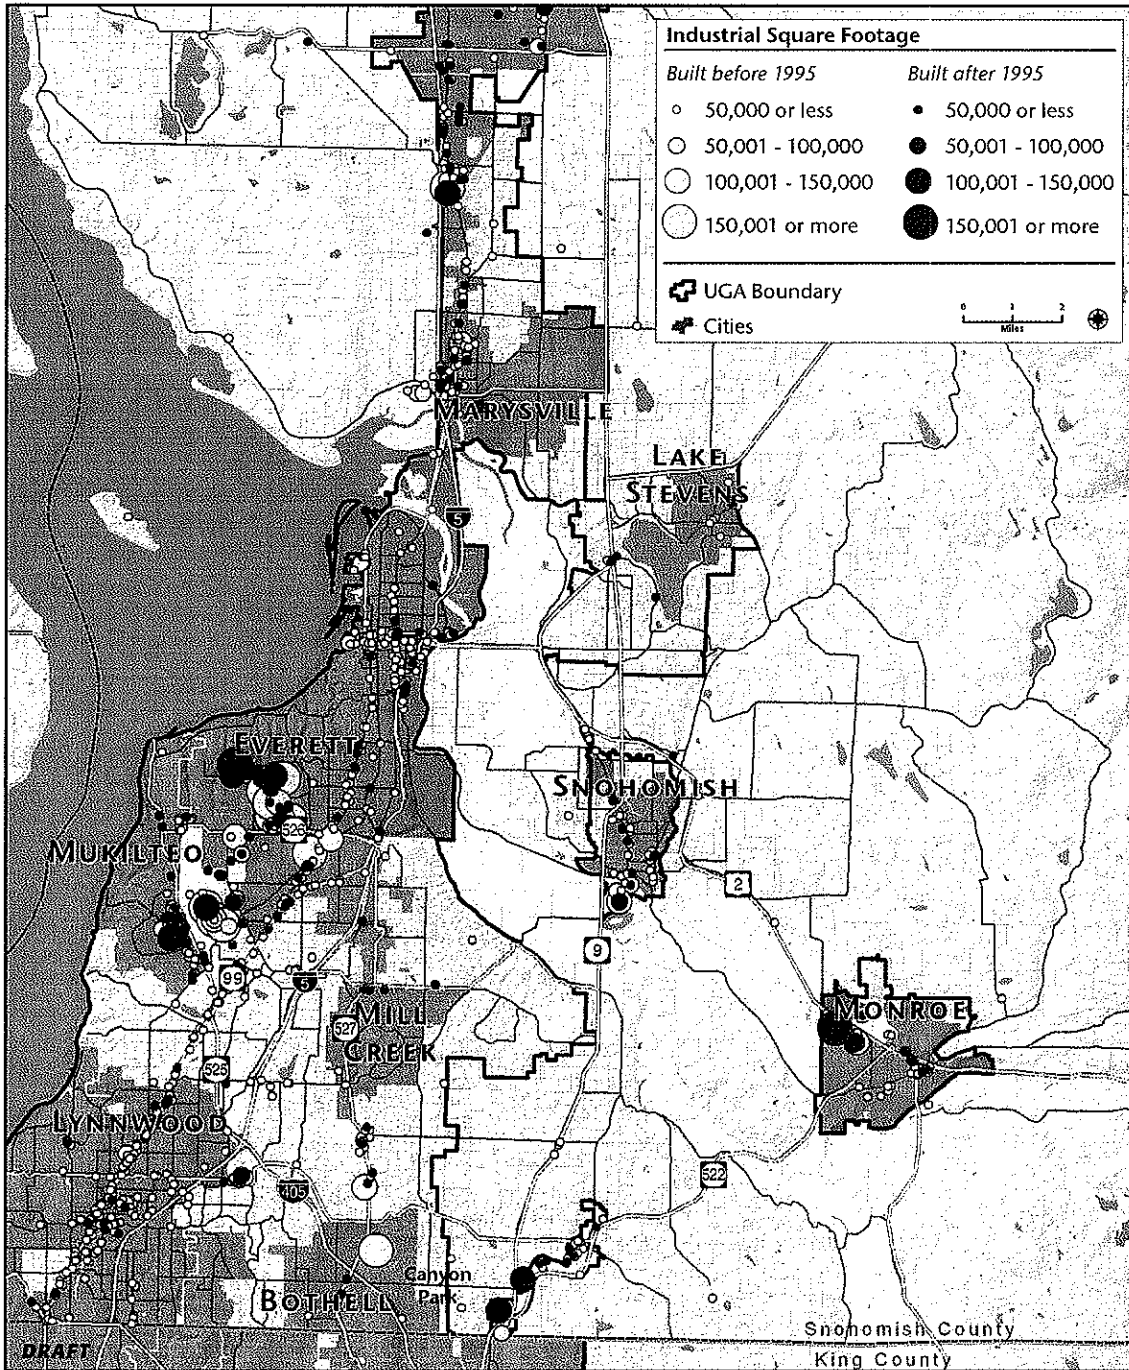 Industrial Square Footage
Built before 1995
Built after 1995
50,000 or less
50,000 or less
50,001 - 100,000
50,001 - 100,000
100,001 - 150,000
100,001 - 150,000
150,001 or more
150,001 or more
UGA Boundary
Cities
0 1 2
Miles
MARYSVILLE
LAKE
STEVENS
5
EVERETT
SNOHOMISH
526
MUKILTEO
2
9
99
5
MONROE
527
MILL
CREEK
525
LYNNWOOD
522
405
Canyon
Park
BOTHELL
Snohomish County
King County
DRAFT